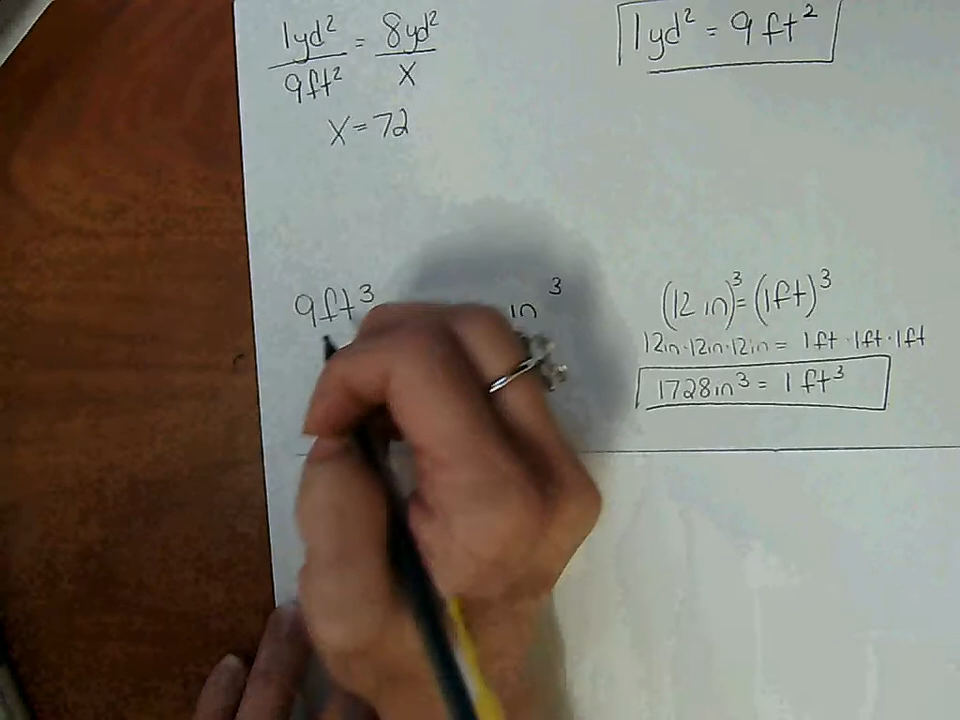 1yd² = 8yd²
9ft² x
x = 72
1yd² = 9ft²
9ft³ in³
(12 in)³ = (1ft)³
12in·12in·12in = 1ft·1ft·1ft
1728in³ = 1ft³